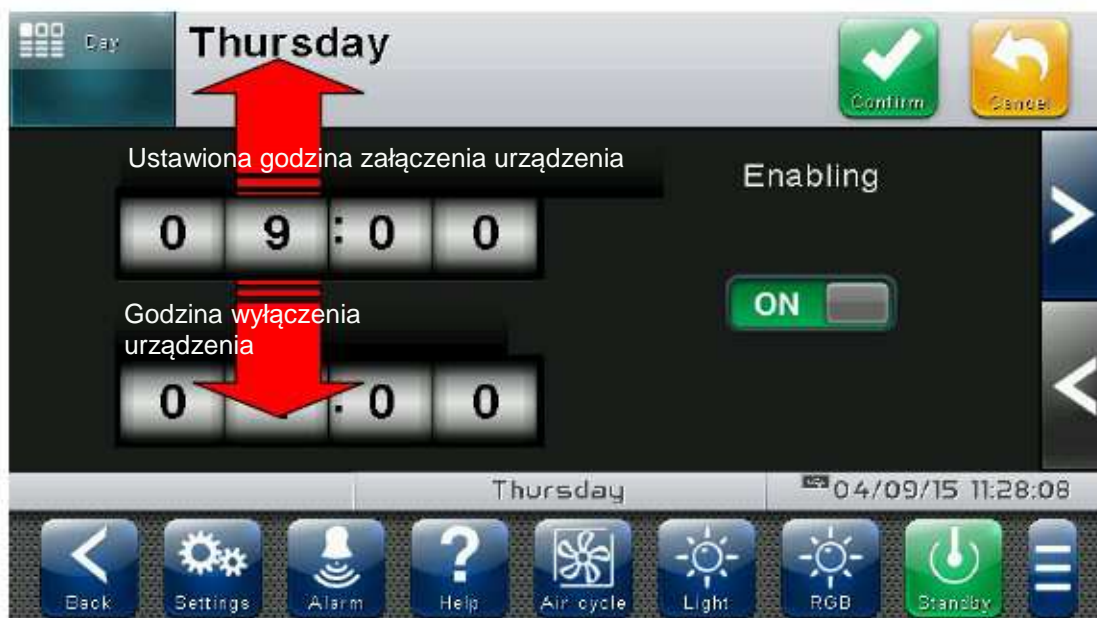 Day
Thursday
Confirm
Cancel
Ustawiona godzina załączenia urządzenia
Enabling
0 9 : 0 0
ON
Godzina wyłączenia
urządzenia
0 : 0 0
Thursday
04/09/15 11:28:08
Back
Settings
Alarm
Help
Air cycle
Light
RGB
Standby